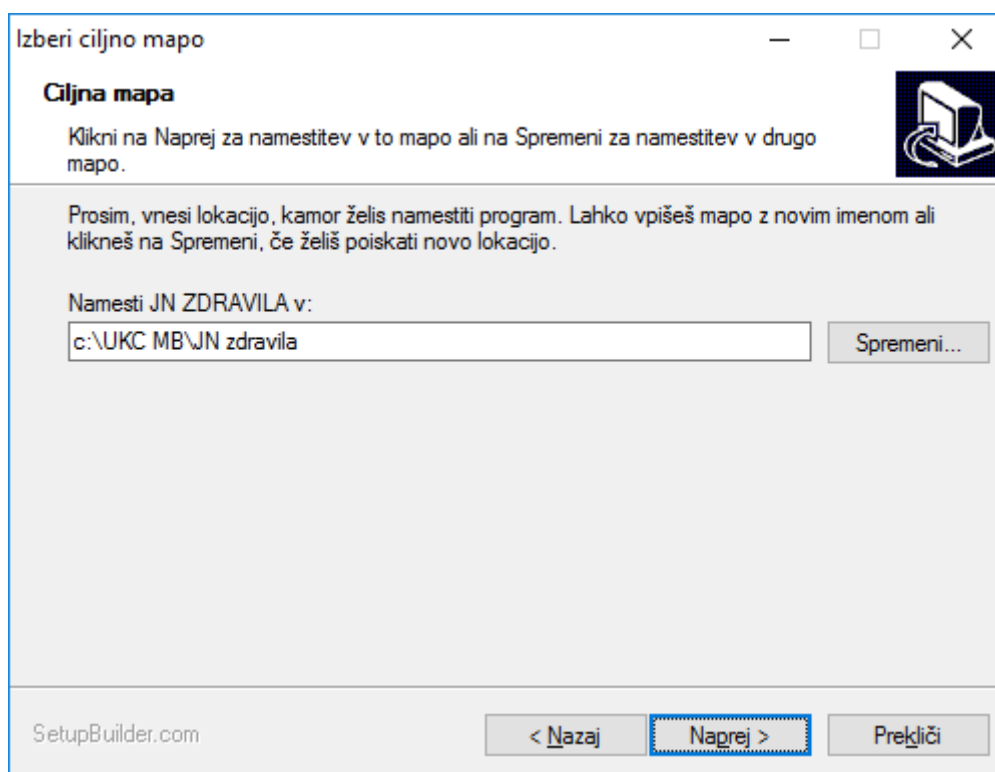 Izberi ciljno mapo
Ciljna mapa
Klikni na Naprej za namestitev v to mapo ali na Spremeni za namestitev v drugo
mapo.
Prosim, vnesi lokacijo, kamor želis namestiti program. Lahko vpišeš mapo z novim imenom ali
klikneš na Spremeni, če želiš poiskati novo lokacijo.
Namesti JN ZDRAVILA v:
c:\UKC MB\JN zdravila
Spremeni...
SetupBuilder.com
< Nazaj
Naprej >
Prekliči